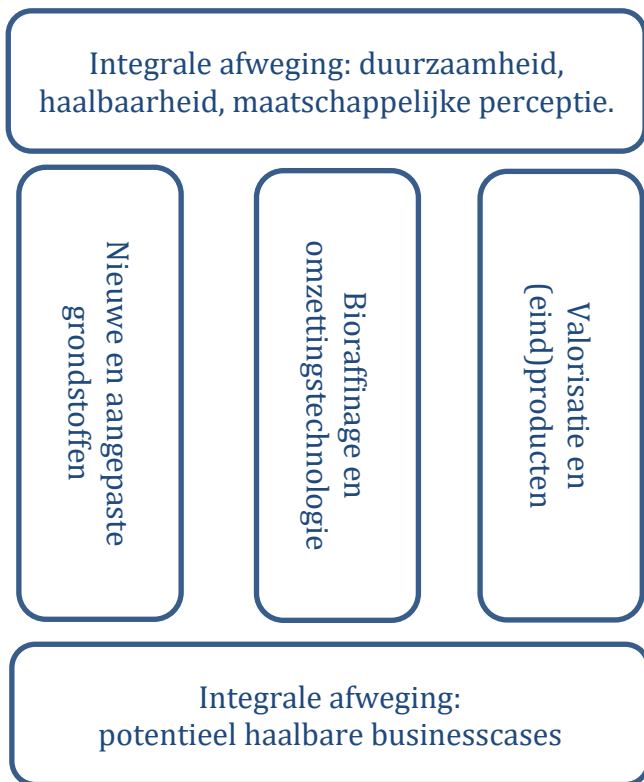 Integrale afweging: duurzaamheid,
haalbaarheid, maatschappelijke perceptie.
Nieuwe en aangepaste
grondstoffen
Bioraffinage en
omzettingstechnologie
Valorisatie en
(eind)producten
Integrale afweging:
potentieel haalbare businesscases